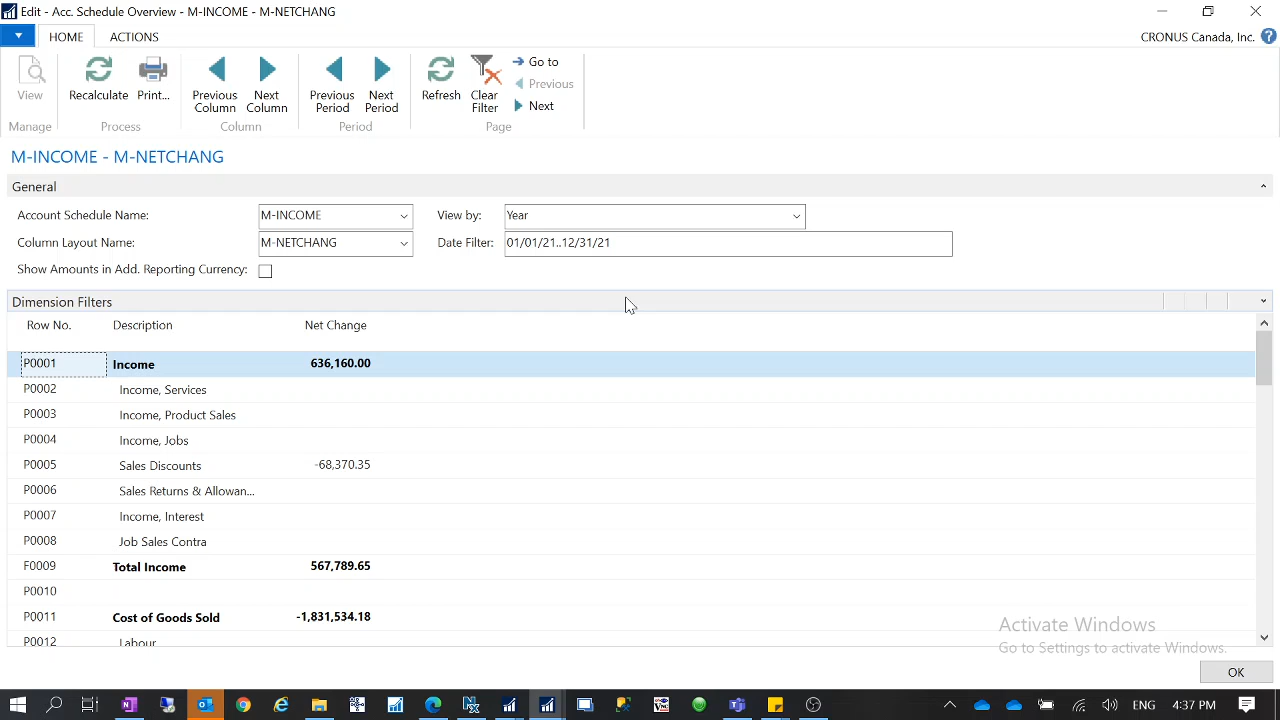 Edit - Acc. Schedule Overview - M-INCOME - M-NETCHANG
HOME ACTIONS CRONUS Canada, Inc. ?
View Recalculate Print... Previous Column Next Column Previous Period Next Period Refresh Clear Filter Go to
Previous
Next
Manage Process Column Period Page
M-INCOME - M-NETCHANG
General
Account Schedule Name: M-INCOME View by: Year
Column Layout Name: M-NETCHANG Date Filter: 01/01/21..12/31/21
Show Amounts in Add. Reporting Currency:
Dimension Filters
Row No. Description Net Change
P0001 Income 636,160.00
P0002 Income, Services
P0003 Income, Product Sales
P0004 Income, Jobs
P0005 Sales Discounts -68,370.35
P0006 Sales Returns & Allowan...
P0007 Income, Interest
P0008 Job Sales Contra
F0009 Total Income 567,789.65
P0010
P0011 Cost of Goods Sold -1,831,534.18
P0012 Labour
Activate Windows
Go to Settings to activate Windows.
OK
ENG 4:37 PM